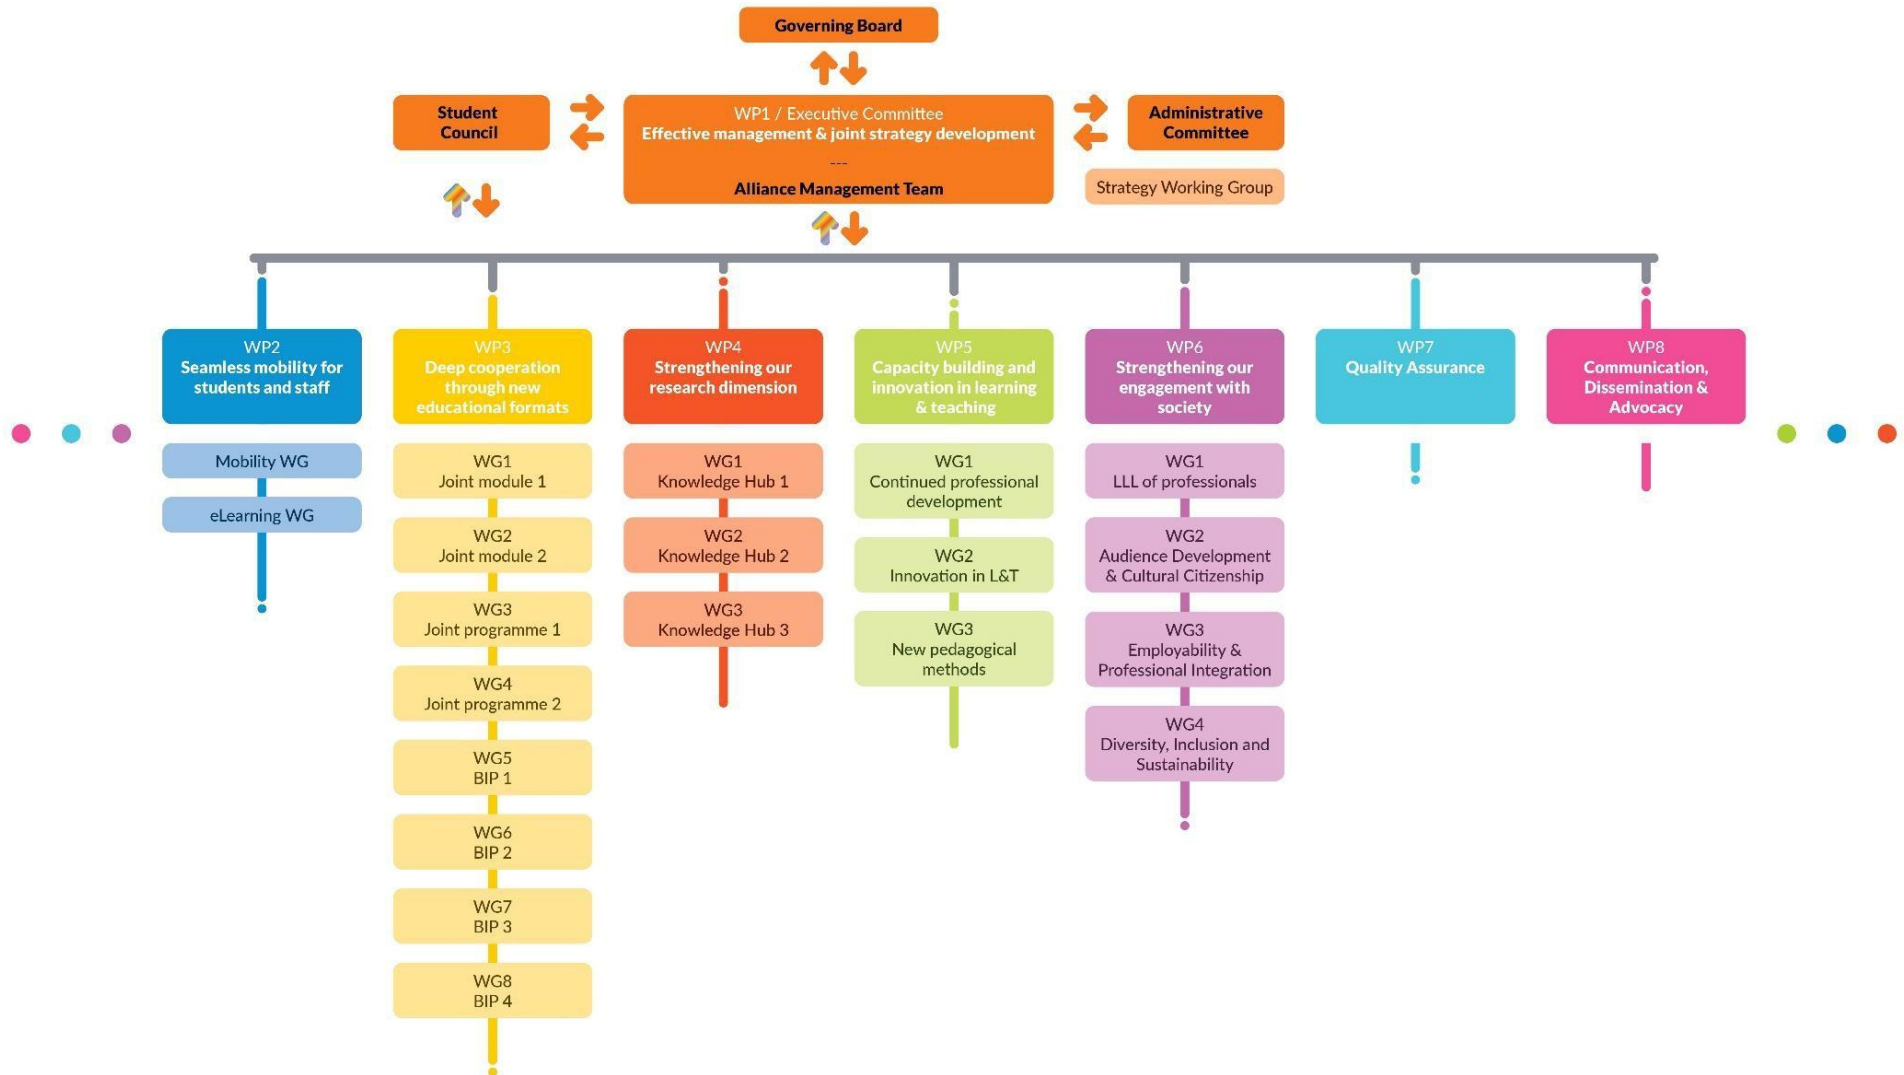 Governing Board
Student
Council
WP1 / Executive Committee
Effective management & joint strategy development
---
Alliance Management Team
Administrative
Committee
Strategy Working Group
WP2
Seamless mobility for
students and staff
Mobility WG
eLearning WG
WP3
Deep cooperation
through new
educational formats
WG1
Joint module 1
WG2
Joint module 2
WG3
Joint programme 1
WG4
Joint programme 2
WG5
BIP 1
WG6
BIP 2
WG7
BIP 3
WG8
BIP 4
WP4
Strengthening our
research dimension
WG1
Knowledge Hub 1
WG2
Knowledge Hub 2
WG3
Knowledge Hub 3
WP5
Capacity building and
innovation in learning
& teaching
WG1
Continued professional
development
WG2
Innovation in L&T
WG3
New pedagogical
methods
WP6
Strengthening our
engagement with
society
WG1
LLL of professionals
WG2
Audience Development
& Cultural Citizenship
WG3
Employability &
Professional Integration
WG4
Diversity, Inclusion and
Sustainability
WP7
Quality Assurance
WP8
Communication,
Dissemination &
Advocacy